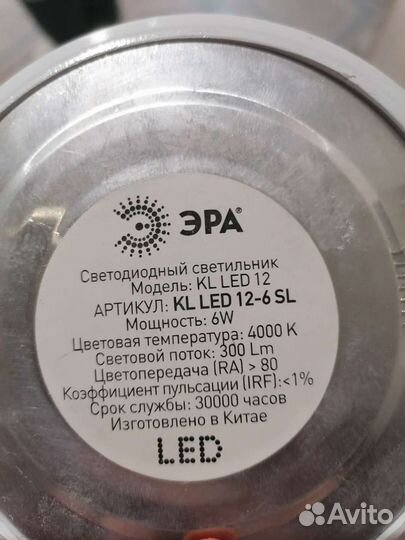 ЭРА®
Светодиодный светильник
Модель: KL LED 12
АРТИКУЛ: KL LED 12-6 SL
Мощность: 6W
Цветовая температура: 4000 K
Световой поток: 300 Lm
Цветопередача (RA) > 80
Коэффициент пульсации (IRF): <1%
Срок службы: 30000 часов
Изготовлено в Китае
LED
Avito